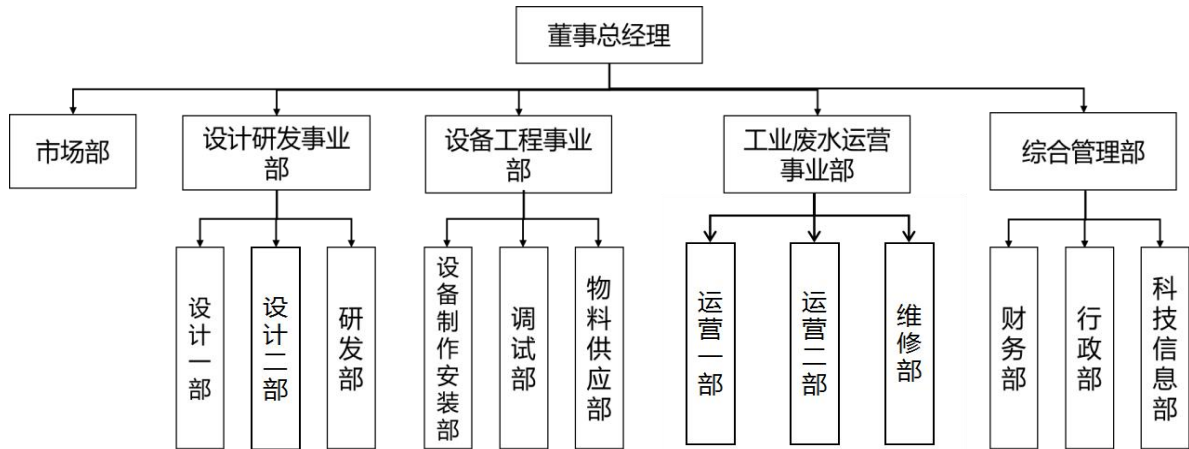 董事总经理
市场部
设计研发事业
部
设备工程事业
部
工业废水运营
事业部
综合管理部
设计一部
设计二部
研发部
设备制作安装部
调试部
物料供应部
运营一部
运营二部
维修部
财务部
行政部
科技信息部